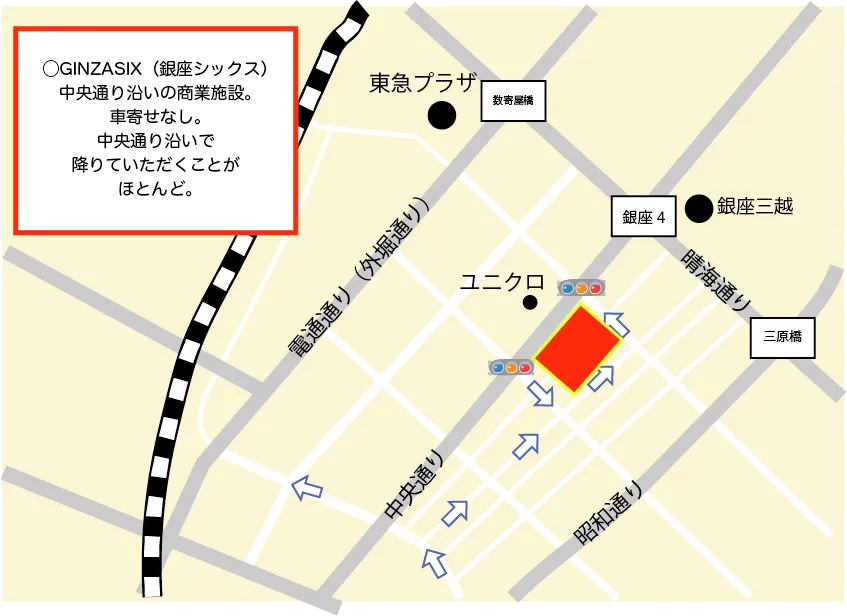 ○GINZASIX（銀座シックス）
中央通り沿いの商業施設。
車寄せなし。
中央通り沿いで
降りていただくことが
ほとんど。
東急プラザ
数寄屋橋
銀座４
銀座三越
電通通り（外堀通り）
ユニクロ
晴海通り
三原橋
中央通り
昭和通り